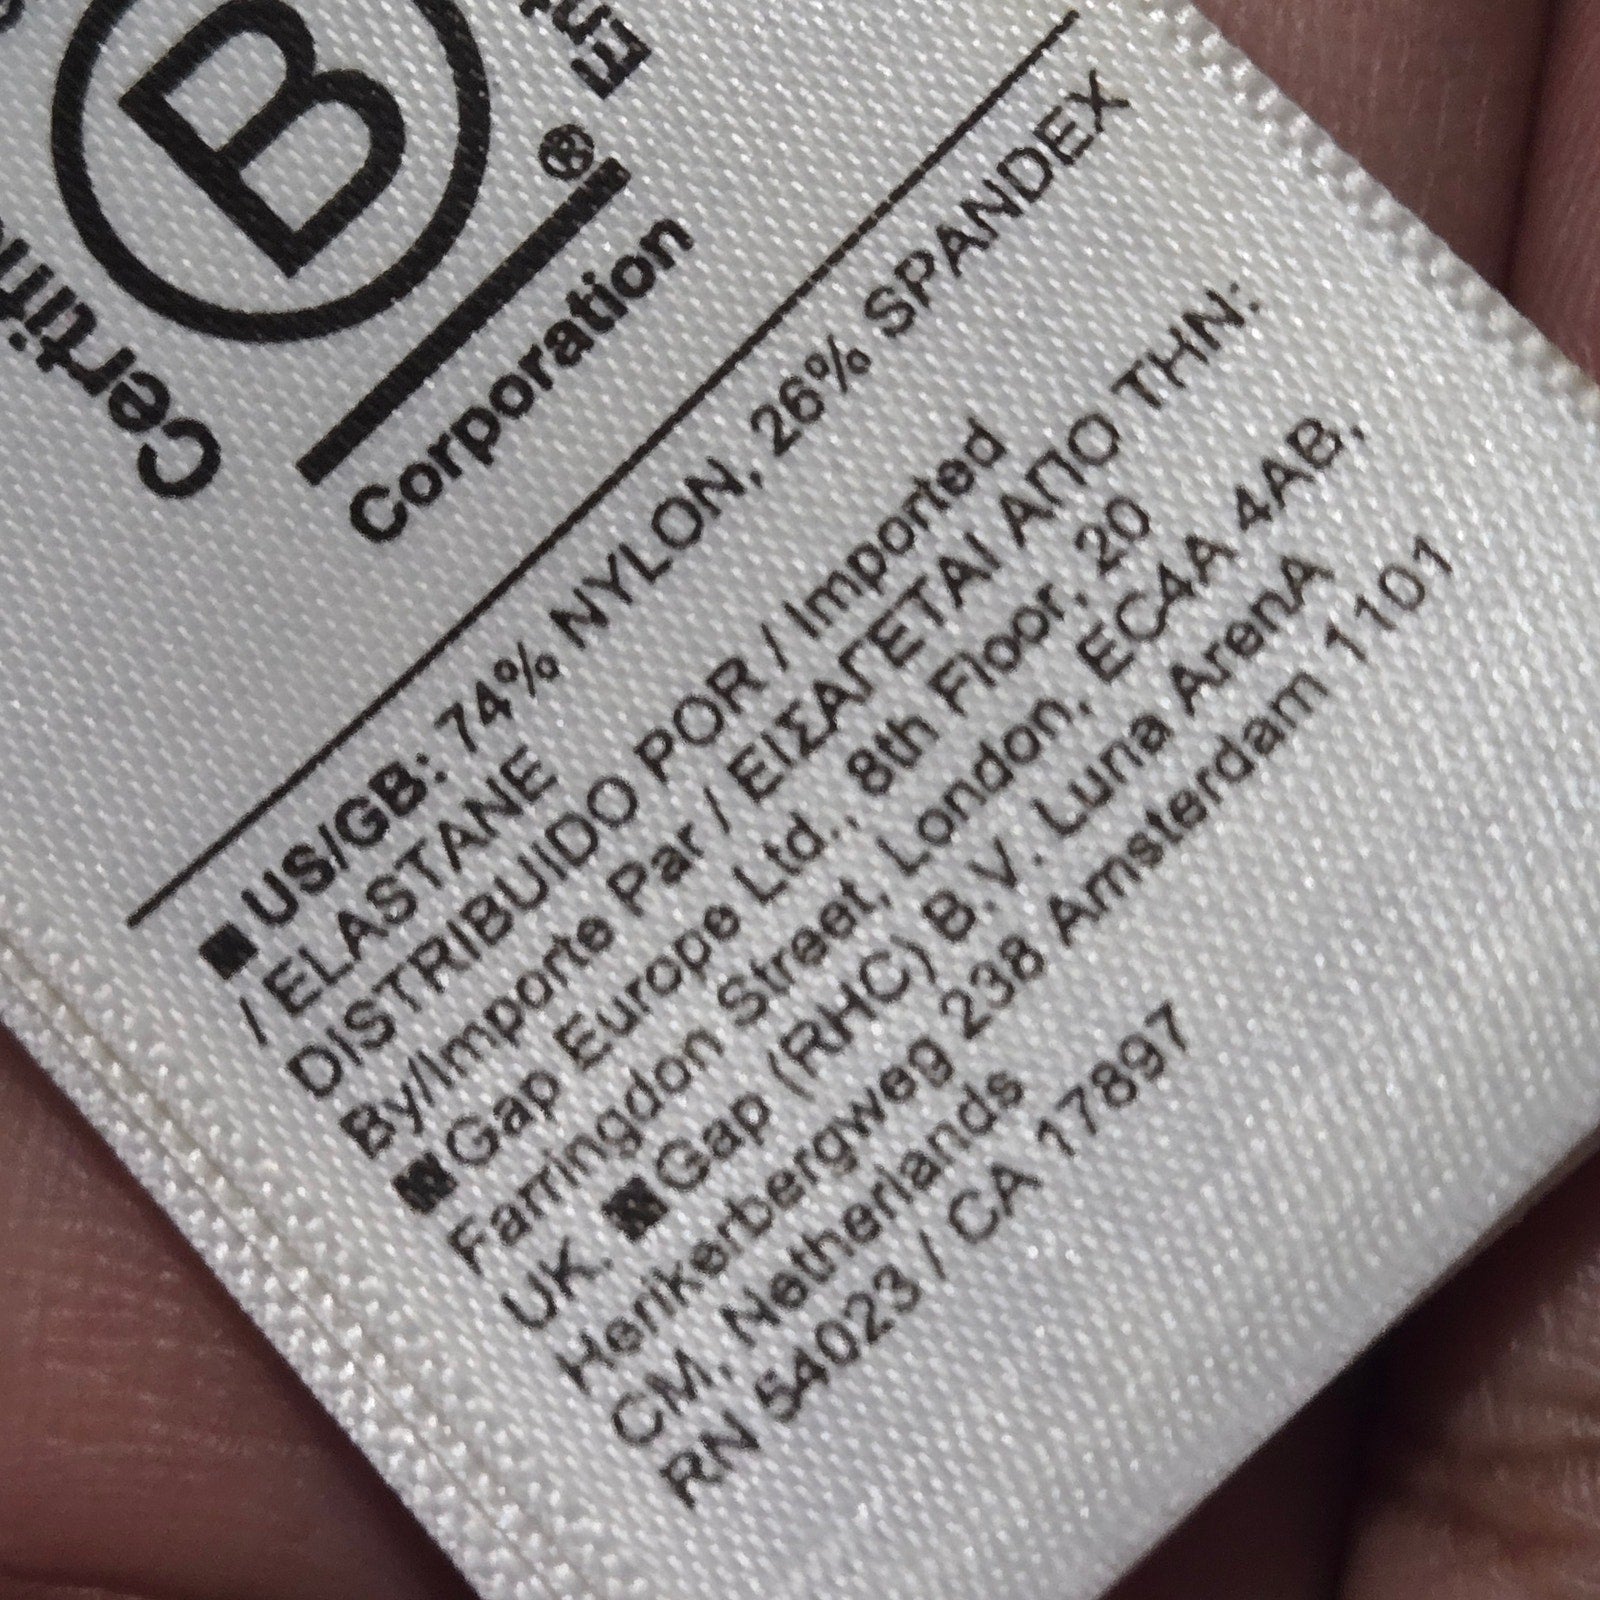 B
®
Corporation
■US/GB: 74% NYLON, 26% SPANDEX
/ ELASTANE
DISTRIBUIDO POR / Imported
By/Importe Par / ΕΙΣΑΓΕΤΑΙ ΑΠΟ ΤΗΝ:
■Gap Europe Ltd., 8th Floor, 20
Farringdon Street, London, EC4A 4AB,
UK. ■Gap (RHC) B.V. Luna ArenA
Herikerbergweg 238 Amsterdam 1101
CM, Netherlands
RN 54023 / CA 17897